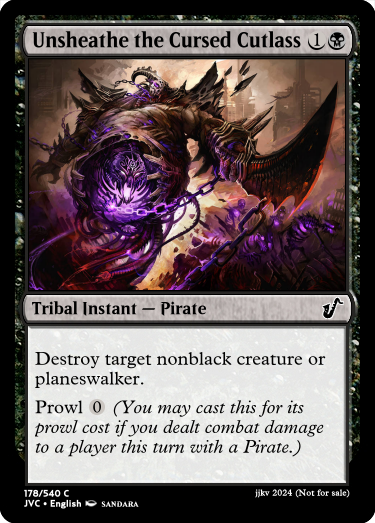 Unsheathe the Cursed Cutlass 1
Tribal Instant — Pirate
Destroy target nonblack creature or
planeswalker.
Prowl 0 (You may cast this for its
prowl cost if you dealt combat damage
to a player this turn with a Pirate.)
178/540 C
jjkv 2024 (Not for sale)
JVC • English SANDARA